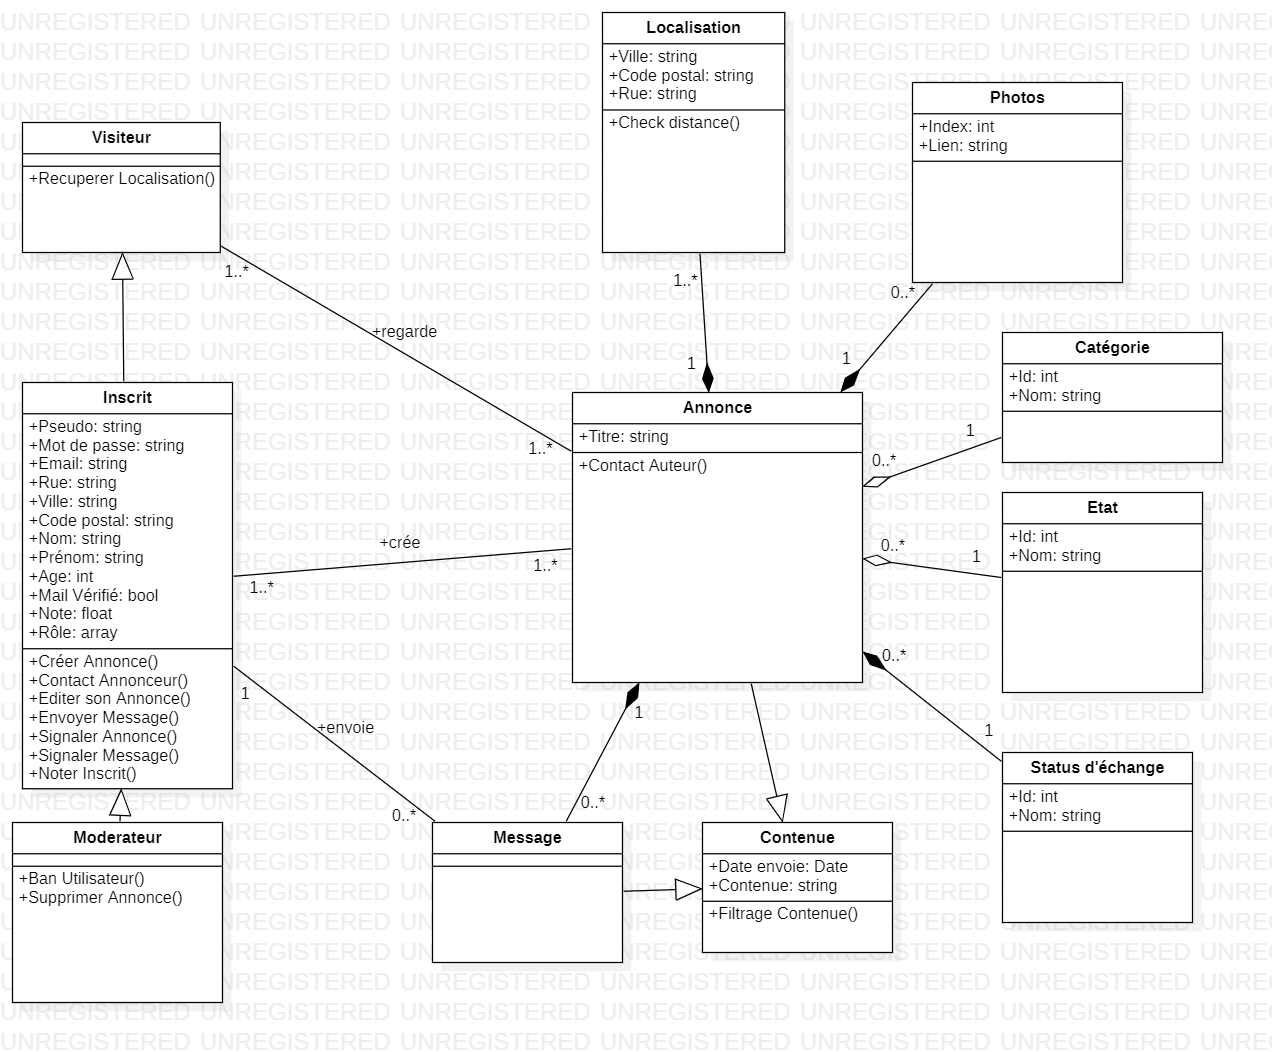 Localisation
+Ville: string
+Code postal: string
+Rue: string
+Check distance()
Photos
+Index: int
+Lien: string
Visiteur
+Recuperer Localisation()
1..*
+regarde
1..*
1..*
1
0..*
1
Catégorie
+Id: int
+Nom: string
1
0..*
Inscrit
+Pseudo: string
+Mot de passe: string
+Email: string
+Rue: string
+Ville: string
+Code postal: string
+Nom: string
+Prénom: string
+Age: int
+Mail Vérifié: bool
+Note: float
+Rôle: array
+Créer Annonce()
+Contact Annonceur()
+Editer son Annonce()
+Envoyer Message()
+Signaler Annonce()
+Signaler Message()
+Noter Inscrit()
Annonce
+Titre: string
+Contact Auteur()
+crée
1..*
1..*
Etat
+Id: int
+Nom: string
0..*
1
0..*
1
1
+envoie
0..*
1
0..*
Status d'échange
+Id: int
+Nom: string
Moderateur
+Ban Utilisateur()
+Supprimer Annonce()
Message
Contenue
+Date envoie: Date
+Contenue: string
+Filtrage Contenue()
UNREGISTERED UNREGISTERED UNREGISTERED UNREGISTERED UNREGISTERED UNREGISTERED